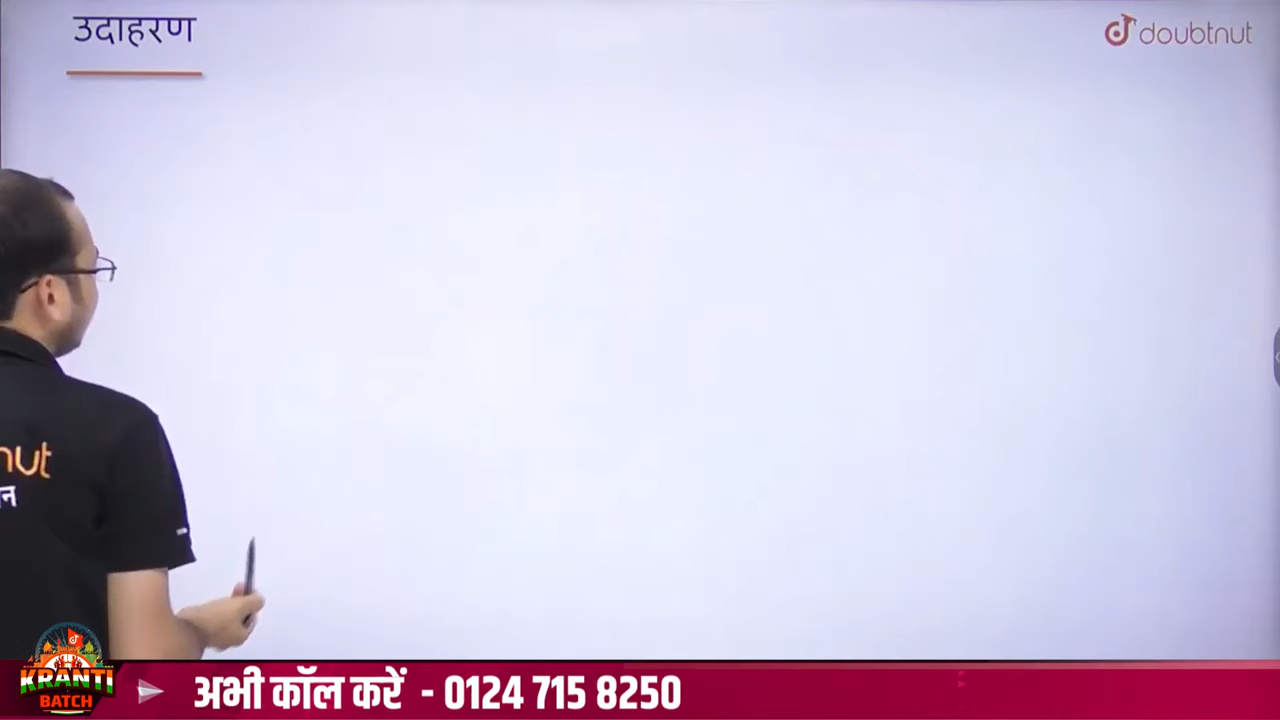 उदाहरण
doubtnut
nut
न
KRANTI
BATCH
अभी कॉल करें - 0124 715 8250